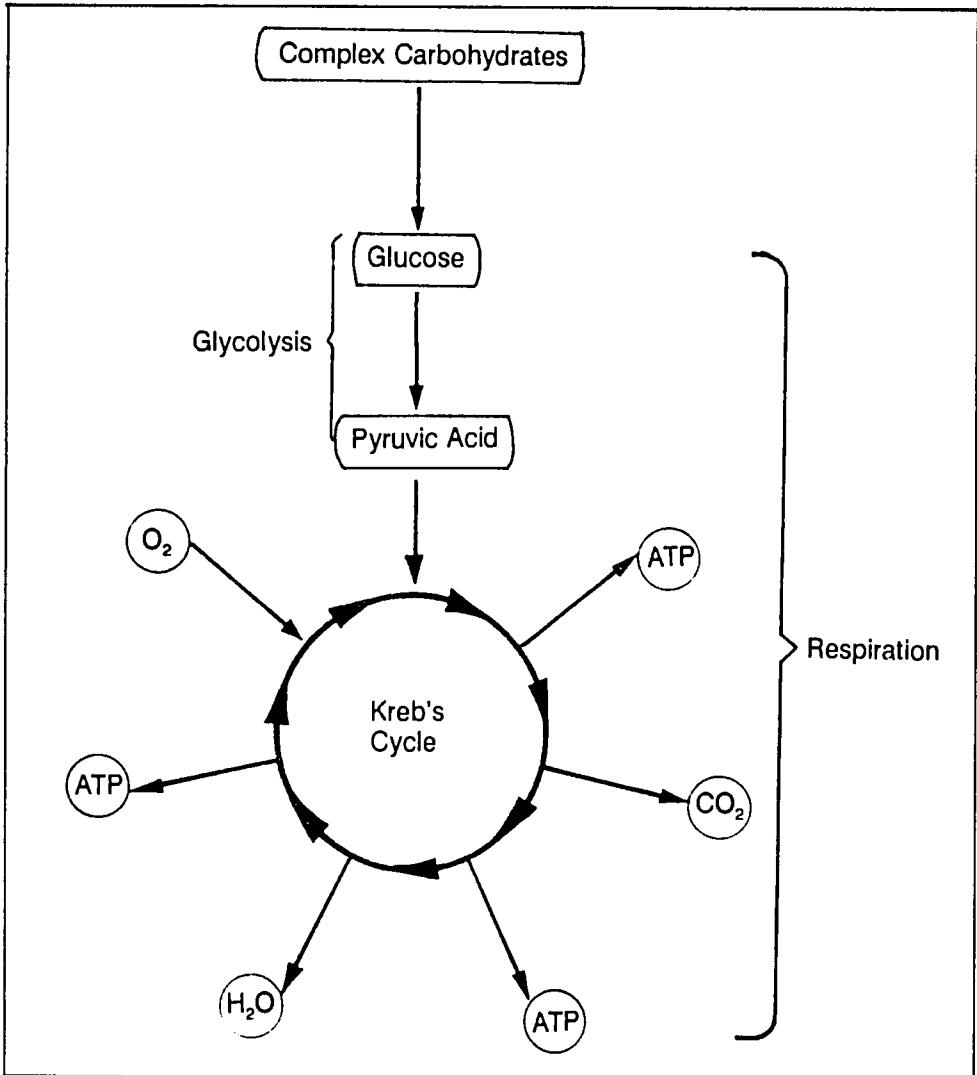 Complex Carbohydrates
Glucose
Glycolysis
Pyruvic Acid
O₂
ATP
Respiration
Kreb's
Cycle
ATP
CO₂
H₂O
ATP